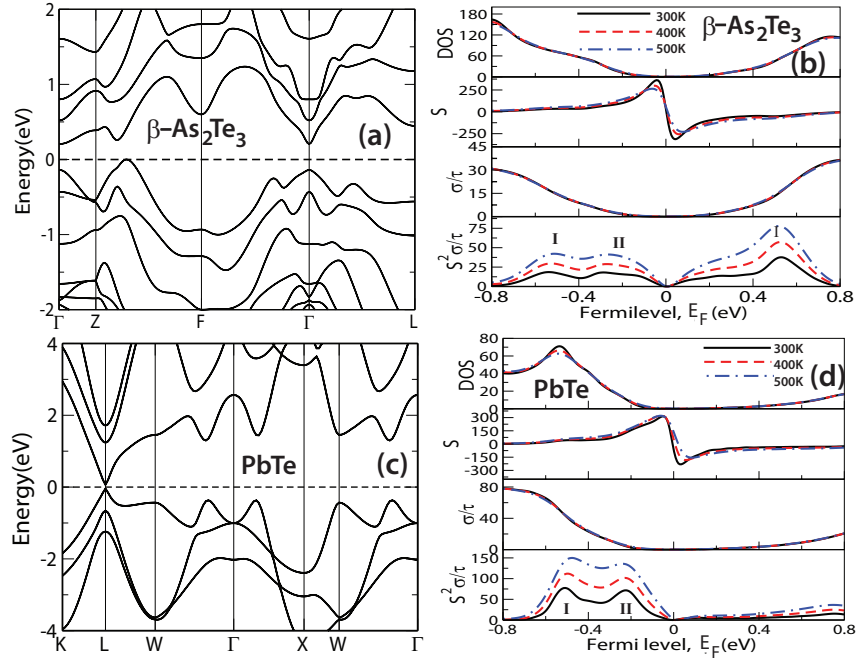 2
1
0
-1
-2
Energy(eV)
β-As2Te3
(a)
Γ
Z
F
Γ
L
180
120
60
0
DOS
300K
400K
500K
β-As2Te3
(b)
250
0
-250
S
45
30
15
0
σ/τ
75
50
25
0
S2σ/τ
I
II
I
-0.8
-0.4
0
0.4
0.8
Fermilevel, EF(eV)
4
2
0
-2
-4
Energy(eV)
PbTe
(c)
K
L
W
Γ
X
W
Γ
80
60
40
20
0
DOS
300K
400K
500K
PbTe
(d)
300
150
0
-150
-300
S
80
40
0
σ/τ
150
100
50
0
S2σ/τ
I
II
-0.8
-0.4
0
0.4
0.8
Fermi level, EF(eV)